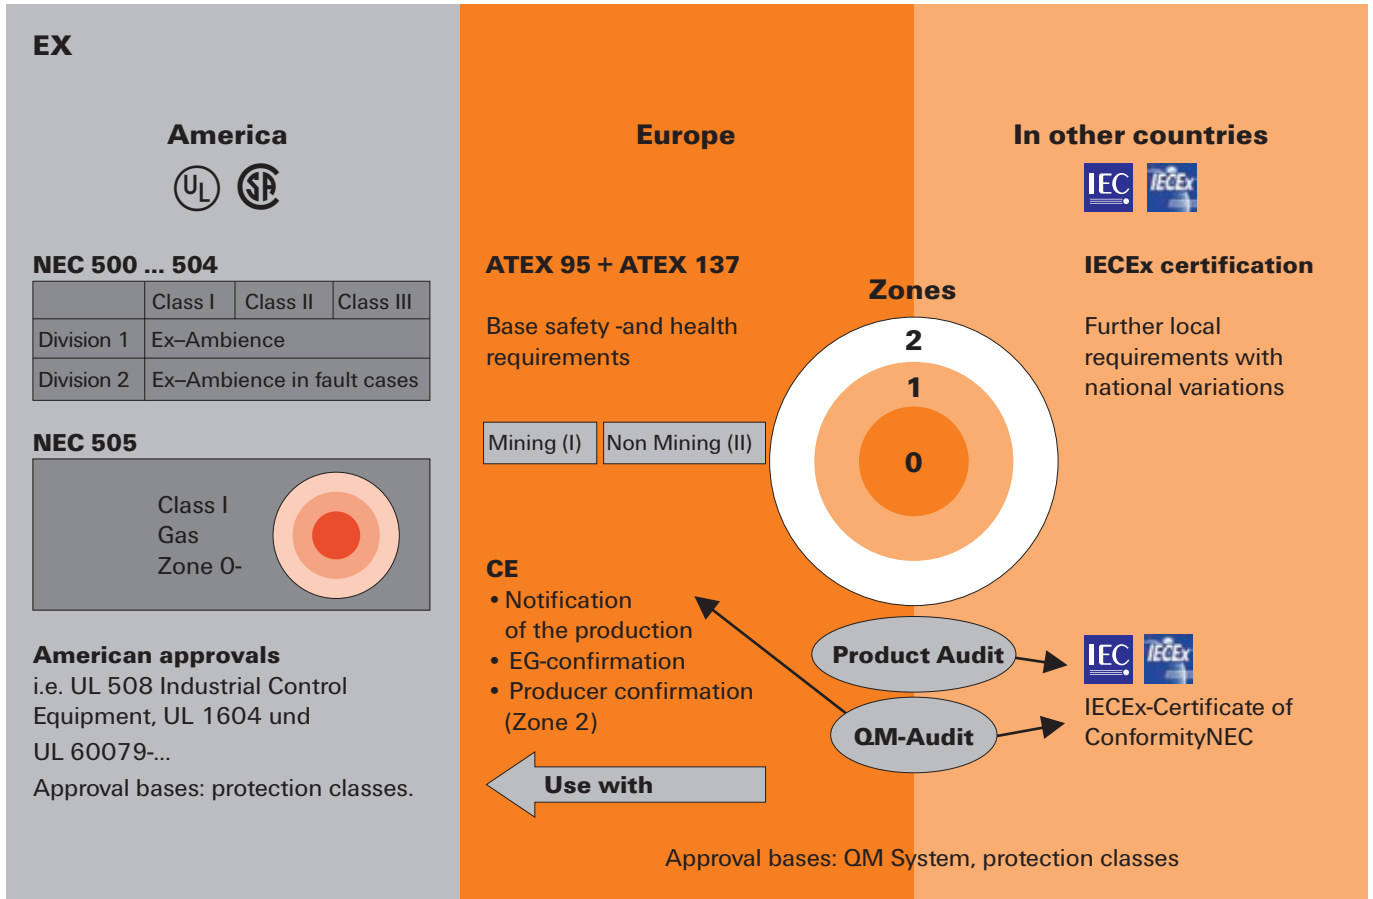 EX
America
UL
SA
NEC 500 ... 504
Class I
Class II
Class III
Division 1
Ex–Ambience
Division 2
Ex–Ambience in fault cases
NEC 505
Class I
Gas
Zone 0-
American approvals
i.e. UL 508 Industrial Control
Equipment, UL 1604 und
UL 60079-...
Approval bases: protection classes.
Europe
ATEX 95 + ATEX 137
Base safety -and health
requirements
Mining (I)
Non Mining (II)
Zones
2
1
0
CE
• Notification
of the production
• EG-confirmation
• Producer confirmation
(Zone 2)
Use with
Product Audit
QM-Audit
In other countries
IEC
IECEx
IECEx certification
Further local
requirements with
national variations
IEC
IECEx
IECEx-Certificate of
ConformityNEC
Approval bases: QM System, protection classes